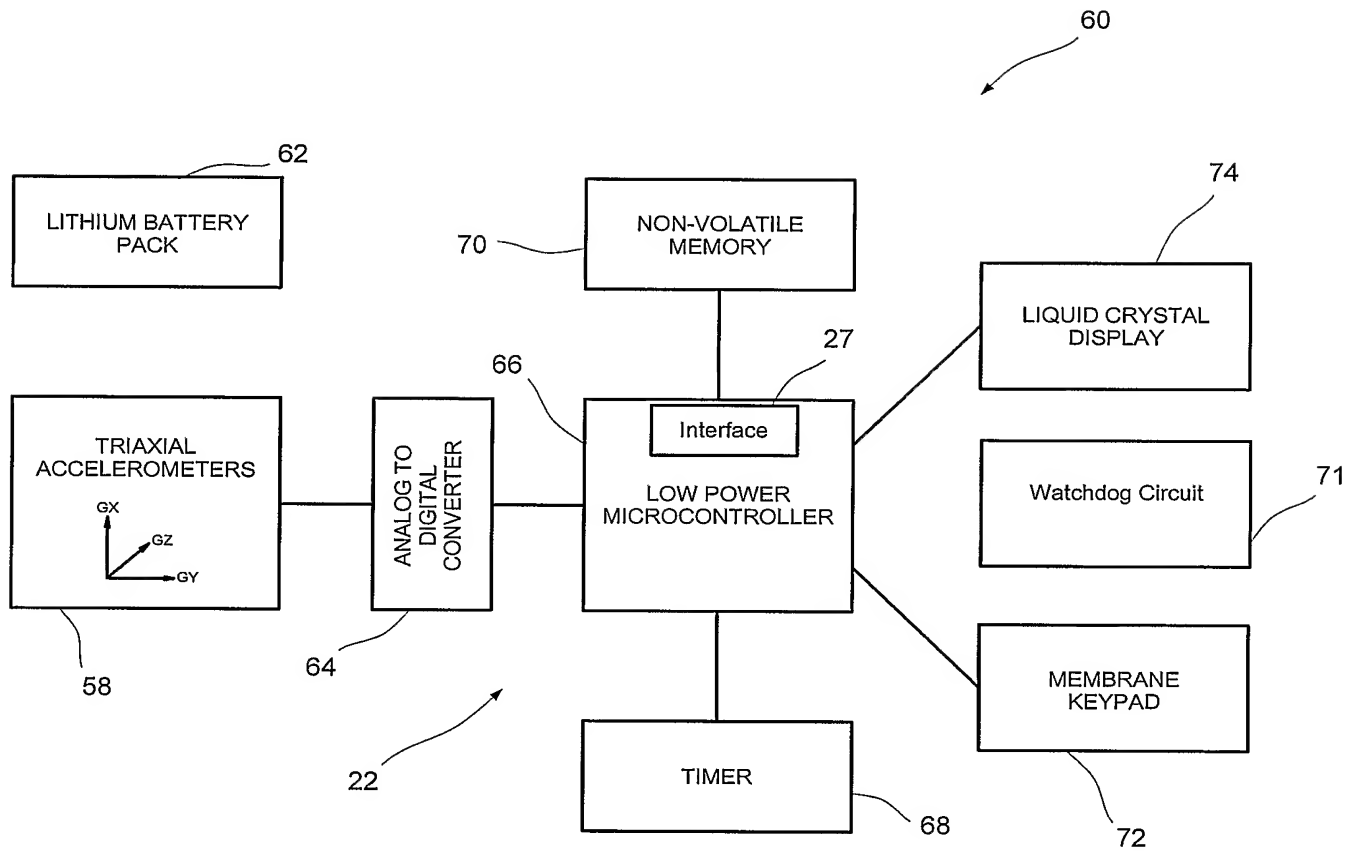 60
62
LITHIUM BATTERY
PACK
70
NON-VOLATILE
MEMORY
74
LIQUID CRYSTAL
DISPLAY
27
66
Interface
LOW POWER
MICROCONTROLLER
TRIAXIAL
ACCELEROMETERS
GX
GZ
GY
58
ANALOG TO
DIGITAL
CONVERTER
64
Watchdog Circuit
71
MEMBRANE
KEYPAD
72
22
TIMER
68